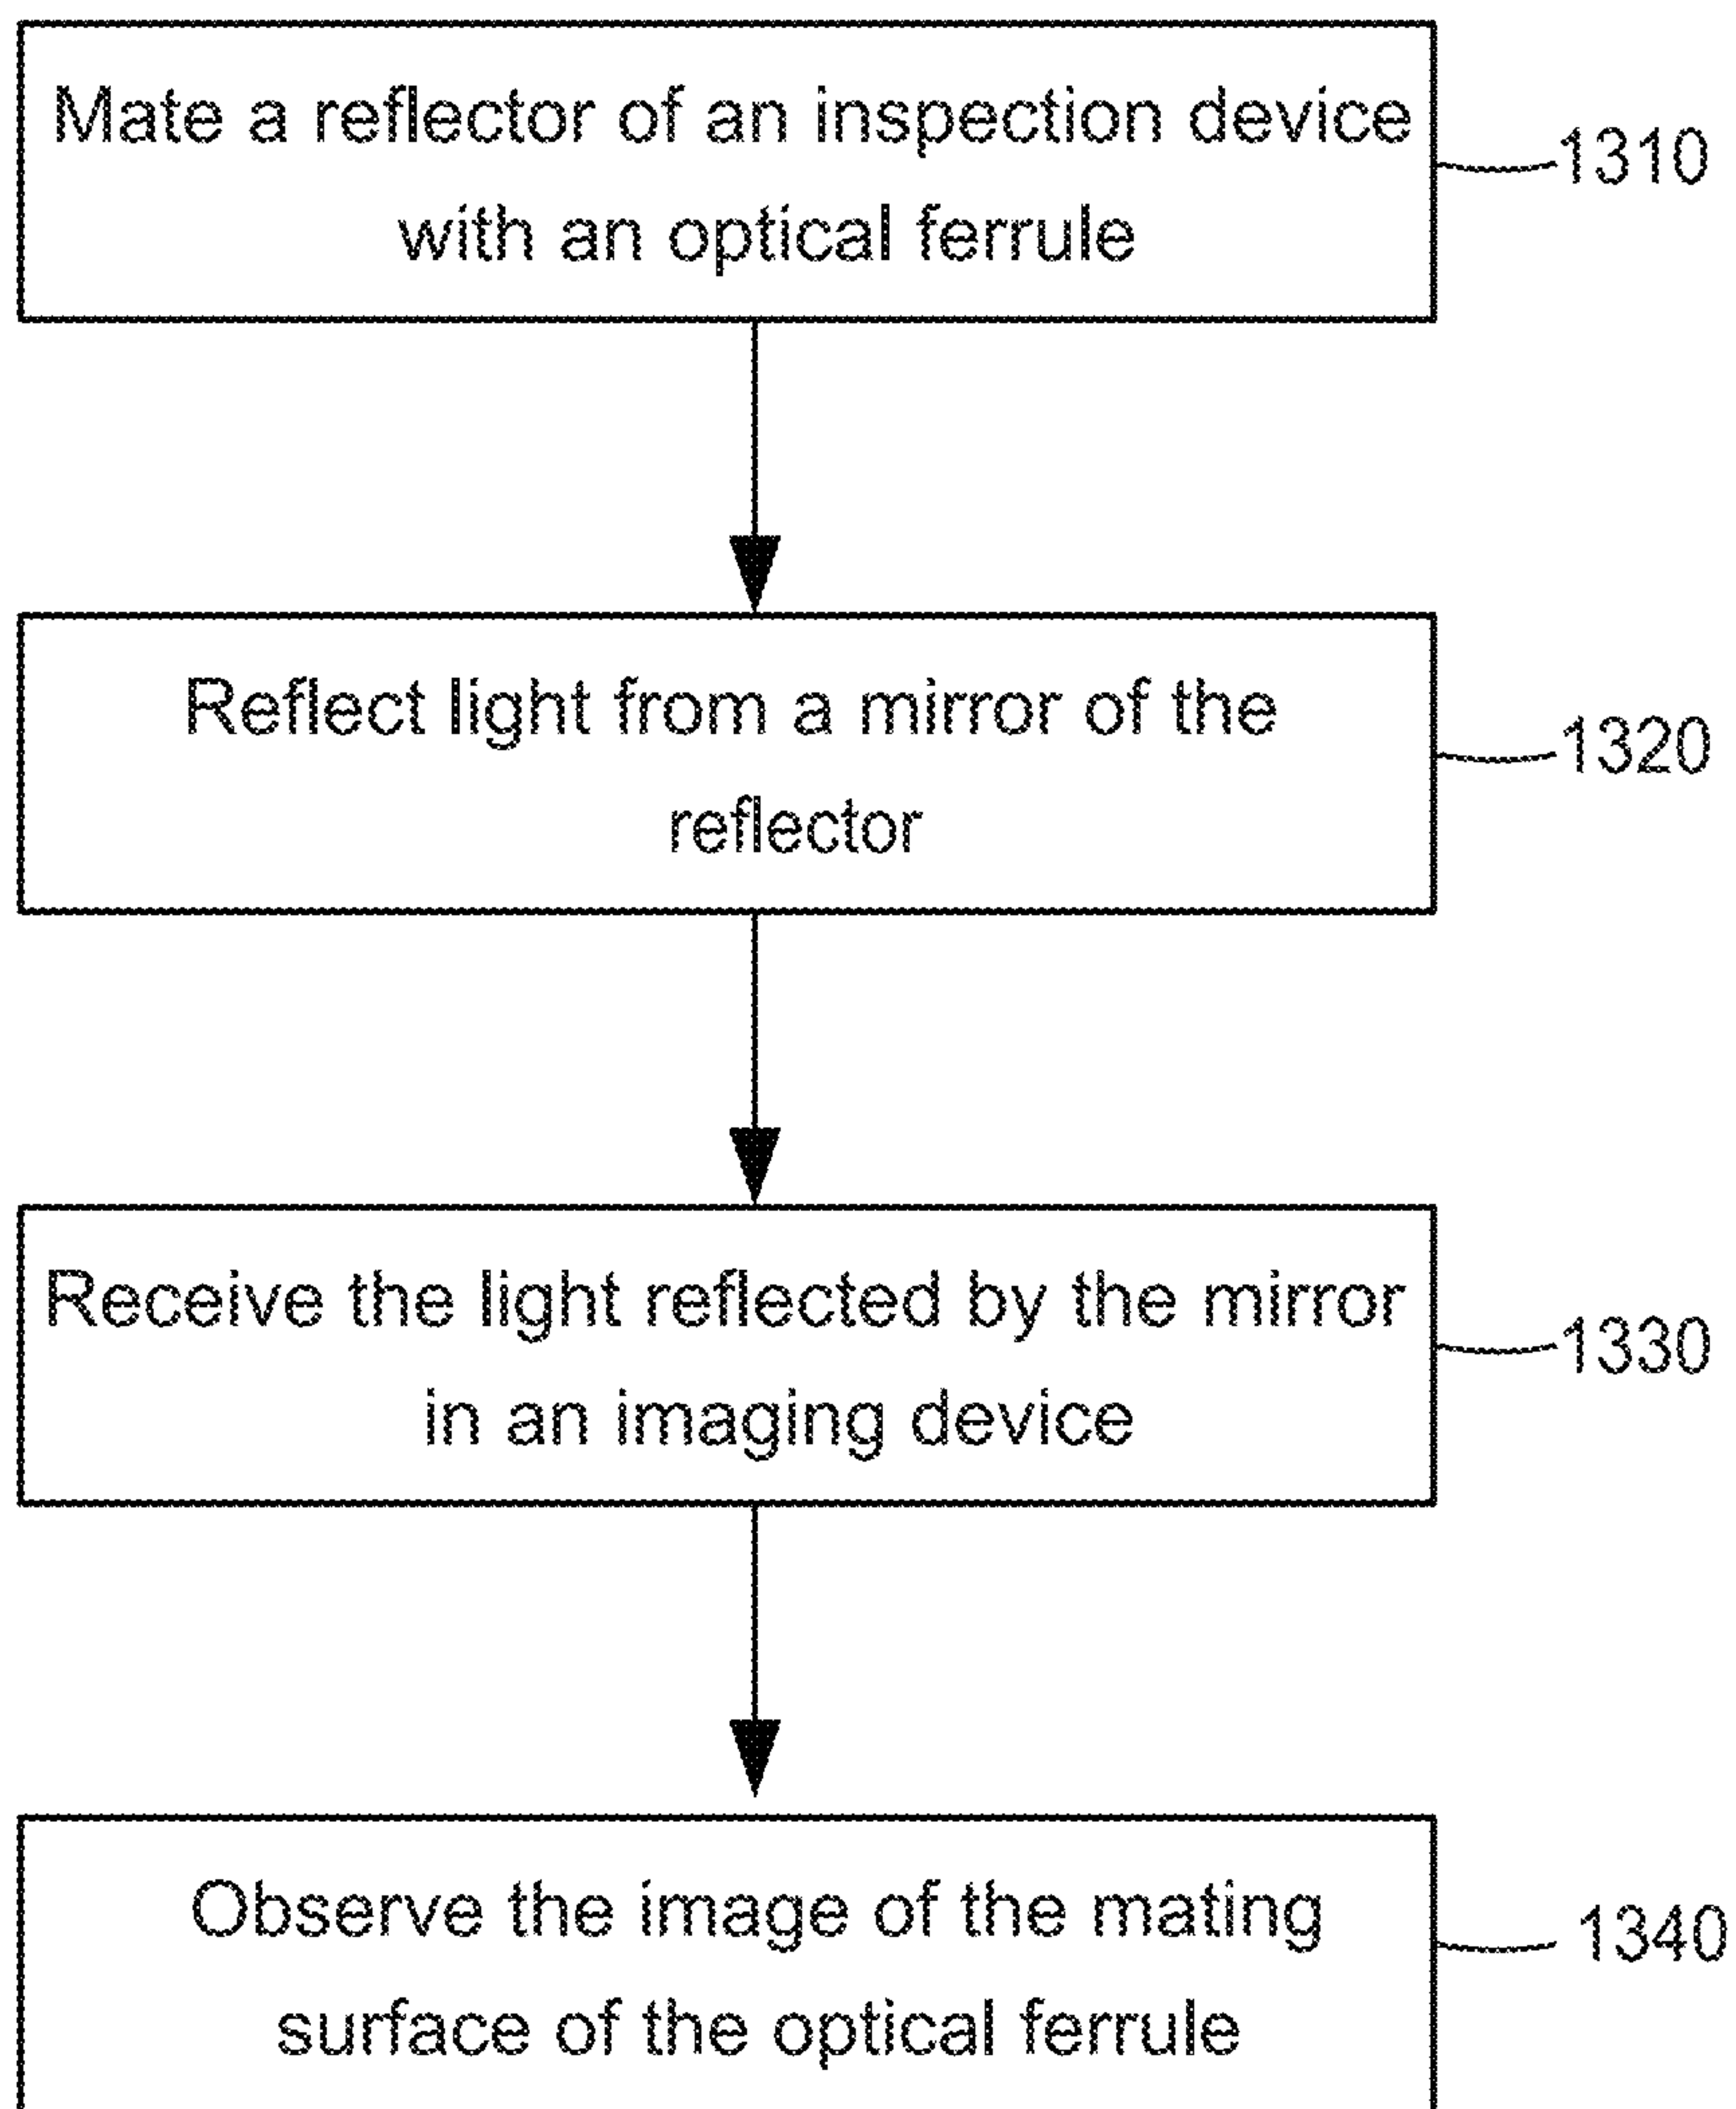 Mate a reflector of an inspection device
with an optical ferrule
1310
Reflect light from a mirror of the
reflector
1320
Receive the light reflected by the mirror
in an imaging device
1330
Observe the image of the mating
surface of the optical ferrule
1340